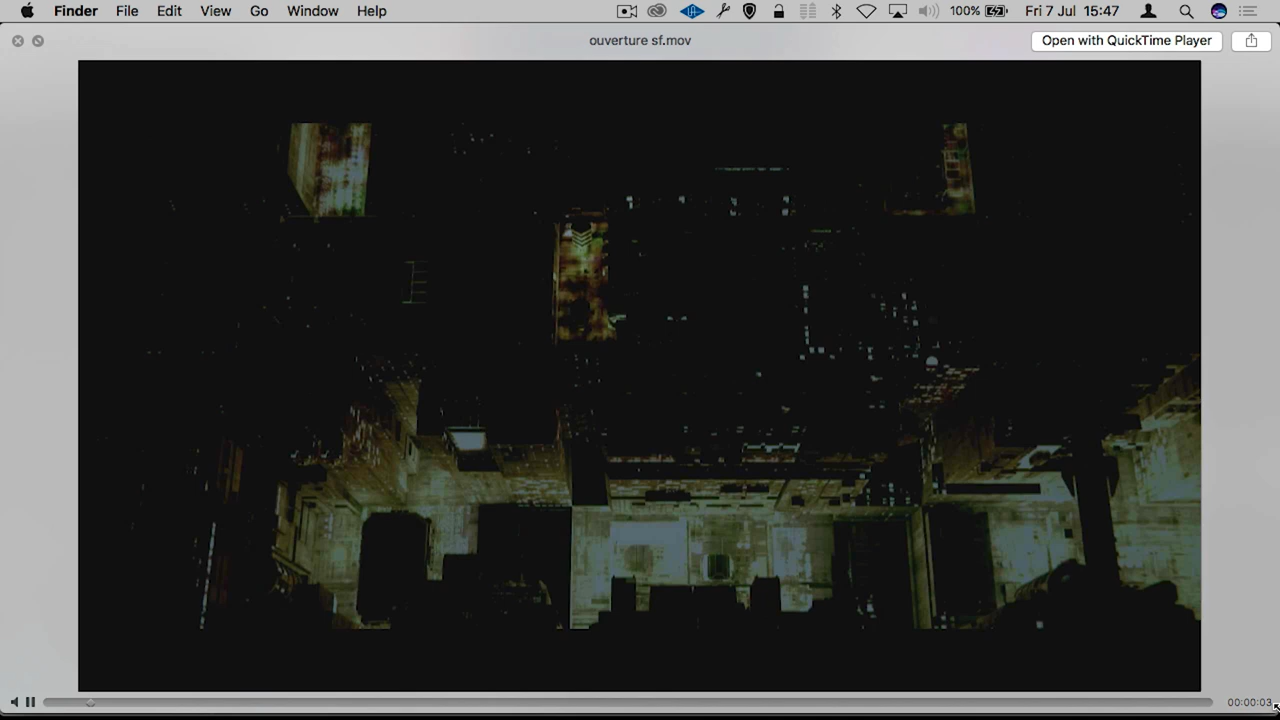 Finder File Edit View Go Window Help 100% Fri 7 Jul 15:47
ouverture sf.mov
Open with QuickTime Player
00:00:03